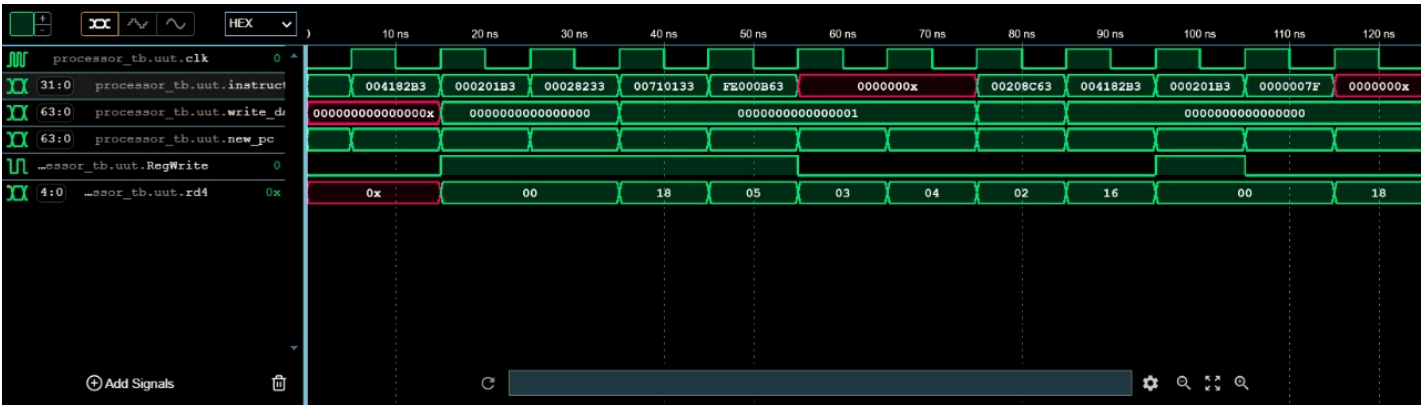 + - HEX
) 10 ns 20 ns 30 ns 40 ns 50 ns 60 ns 70 ns 80 ns 90 ns 100 ns 110 ns 120 ns
processor_tb.uut.clk 0
31:0 processor_tb.uut.instruct 004182B3 000201B3 00028233 00710133 FE000B63 0000000x 00208C63 004182B3 000201B3 0000007F 0000000x
63:0 processor_tb.uut.write_da 000000000000000x 0000000000000000 0000000000000001 0000000000000000
63:0 processor_tb.uut.new_pc
…essor_tb.uut.RegWrite 0
4:0 …ssor_tb.uut.rd4 0x 0x 00 18 05 03 04 02 16 00 18
Add Signals